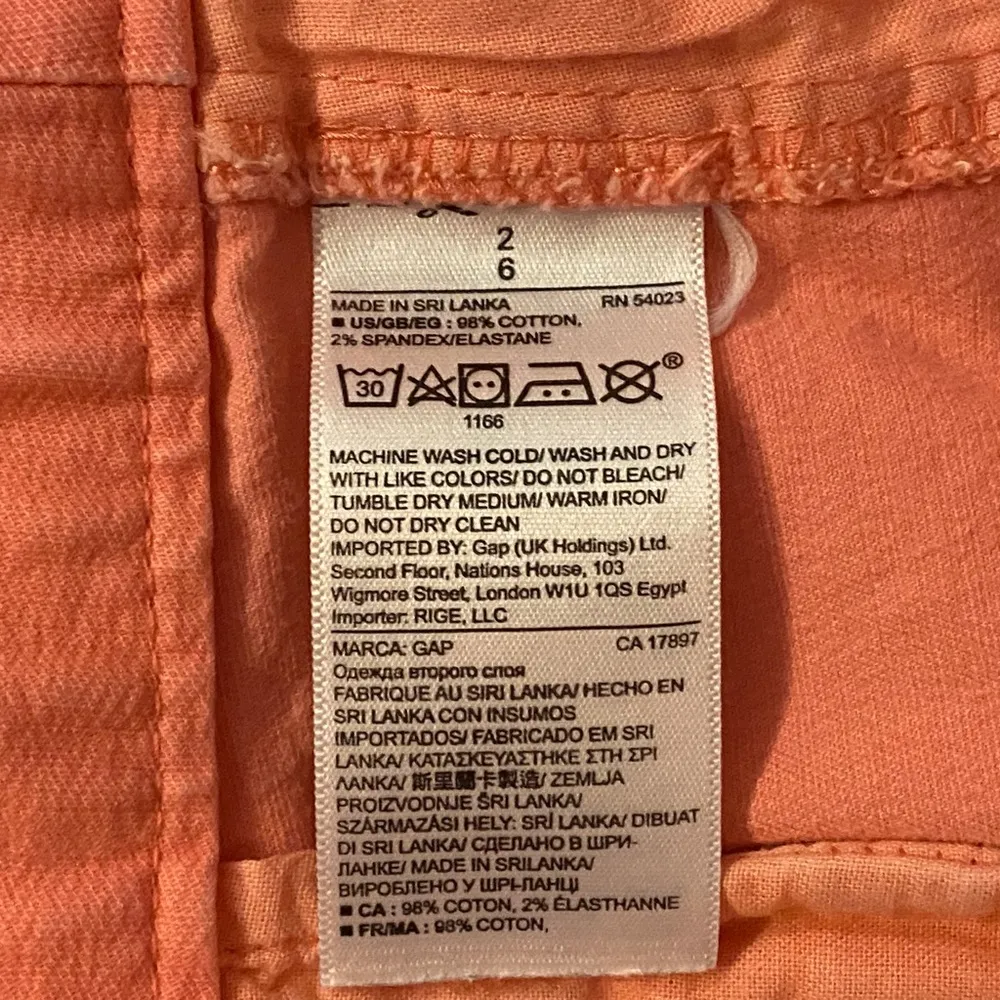 2
6
MADE IN SRI LANKA RN 54023
■ US/GB/EG : 98% COTTON,
2% SPANDEX/ELASTANE
30
®
1166
MACHINE WASH COLD/ WASH AND DRY
WITH LIKE COLORS/ DO NOT BLEACH/
TUMBLE DRY MEDIUM/ WARM IRON/
DO NOT DRY CLEAN
IMPORTED BY: Gap (UK Holdings) Ltd.
Second Floor, Nations House, 103
Wigmore Street, London W1U 1QS Egypt
Importer: RIGE, LLC
MARCA: GAP CA 17897
Одежда второго слоя
FABRIQUE AU SIRI LANKA/ HECHO EN
SRI LANKA CON INSUMOS
IMPORTADOS/ FABRICADO EM SRI
LANKA/ ΚΑΤΑΣΚΕΥΑΣΤΗΚΕ ΣΤΗ ΣΡΙ
ΛΑΝΚΑ/ 斯里蘭卡製造/ ZEMLJA
PROIZVODNJE ŠRI LANKA/
SZÁRMAZÁSI HELY: SRÍ LANKA/ DIBUAT
DI SRI LANKA/ СДЕЛАНО В ШРИ-
ЛАНКЕ/ MADE IN SRILANKA/
ВИРОБЛЕНО У ШРІ-ЛАНЦІ
■ CA : 98% COTON, 2% ÉLASTHANNE
■ FR/MA : 98% COTON,